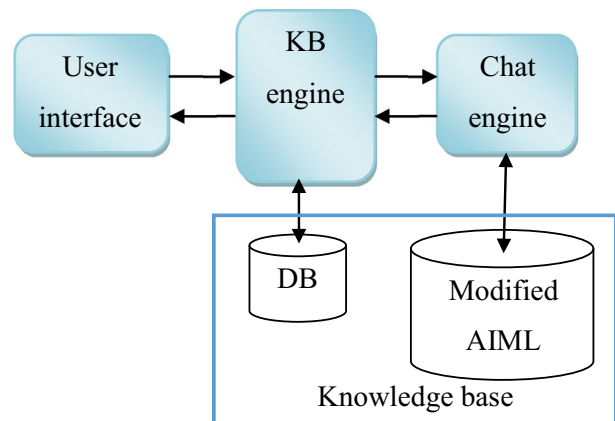 User
interface
KB
engine
Chat
engine
DB
Modified
AIML
Knowledge base